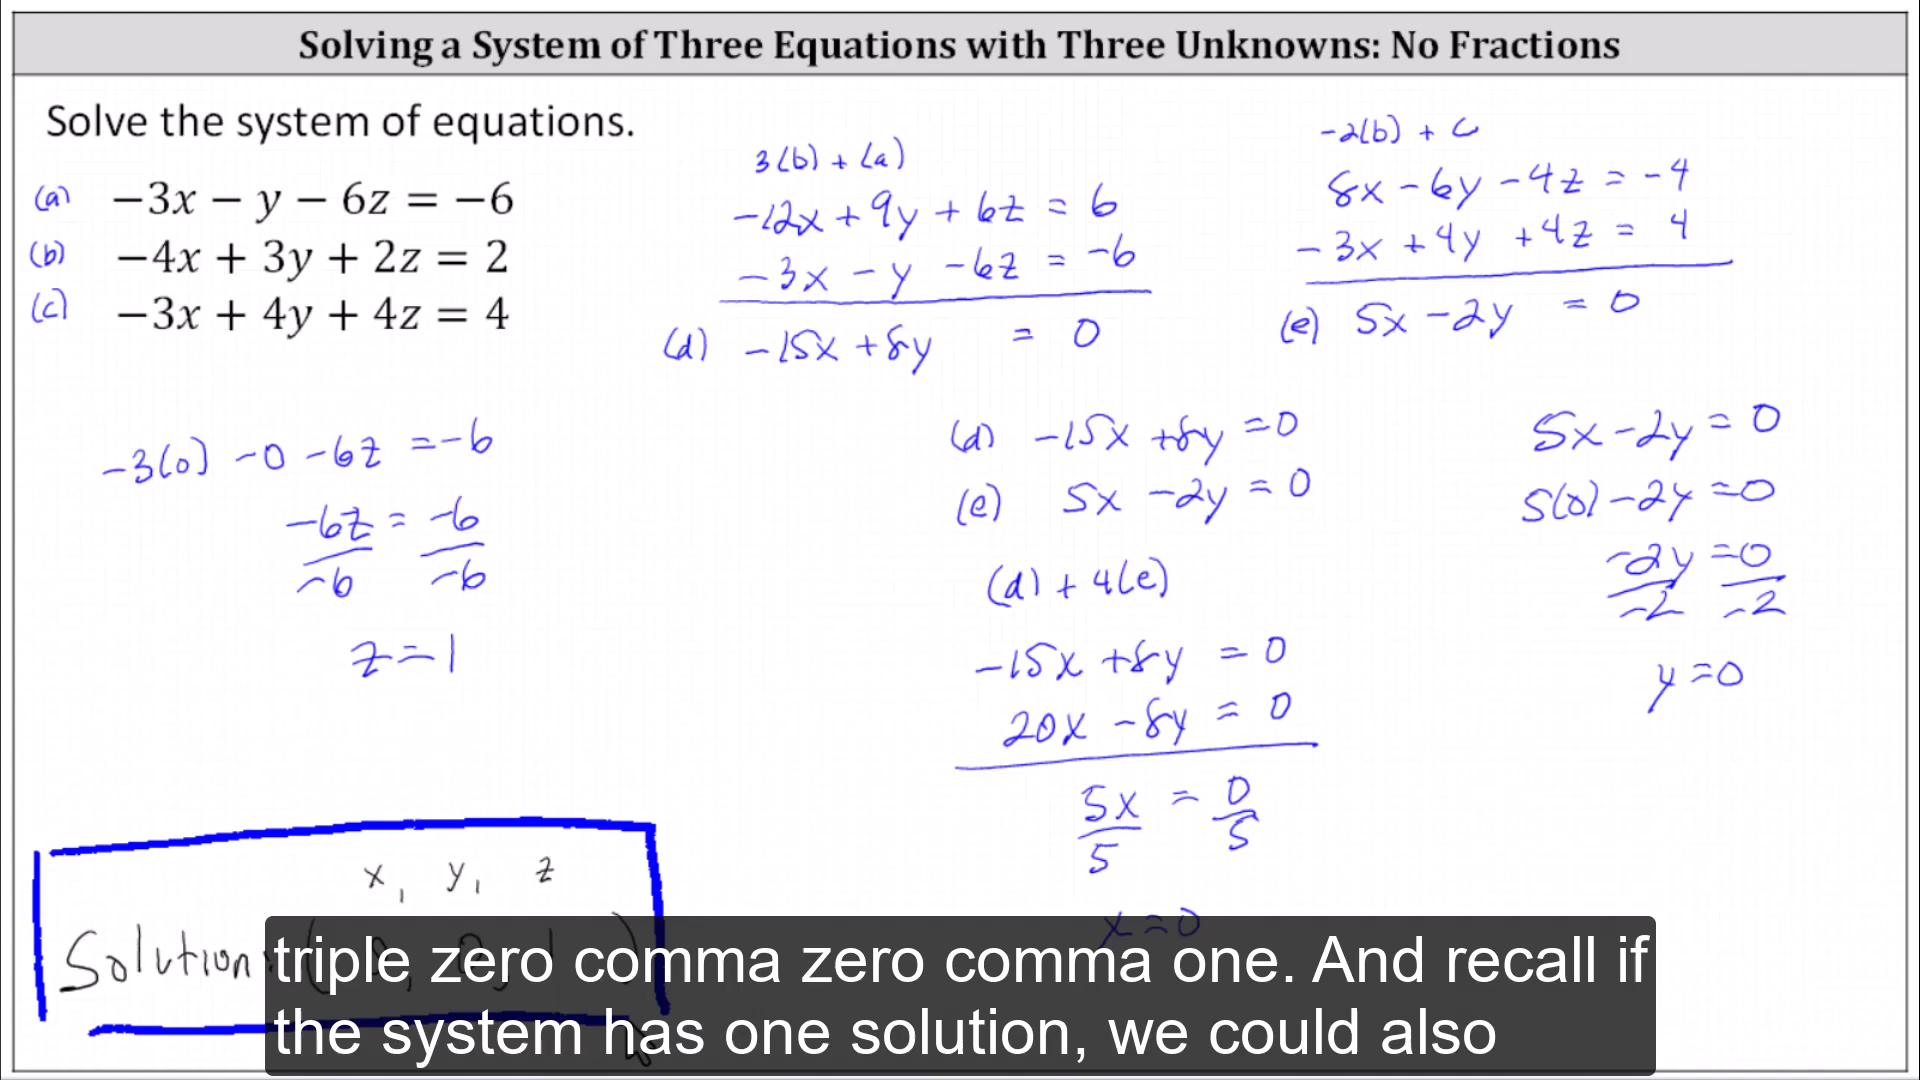 Solving a System of Three Equations with Three Unknowns: No Fractions
Solve the system of equations.
(a) −3x − y − 6z = −6
(b) −4x + 3y + 2z = 2
(c) −3x + 4y + 4z = 4
3(b) + (a)
−12x + 9y + 6z = 6
−3x − y − 6z = −6
(d) −15x + 8y = 0
−2(b) + c
8x − 6y − 4z = −4
−3x + 4y + 4z = 4
(e) 5x − 2y = 0
−3(0) − 0 − 6z = −6
−6z = −6
−6 −6
z = 1
(d) −15x + 8y = 0
(e) 5x − 2y = 0
(d) + 4(e)
−15x + 8y = 0
20x − 8y = 0
5x = 0
5 5
x = 0
5x − 2y = 0
5(0) − 2y = 0
−2y = 0
−2 −2
y = 0
x, y, z
Solution: (0, 0, 1)
triple zero comma zero comma one. And recall if
the system has one solution, we could also